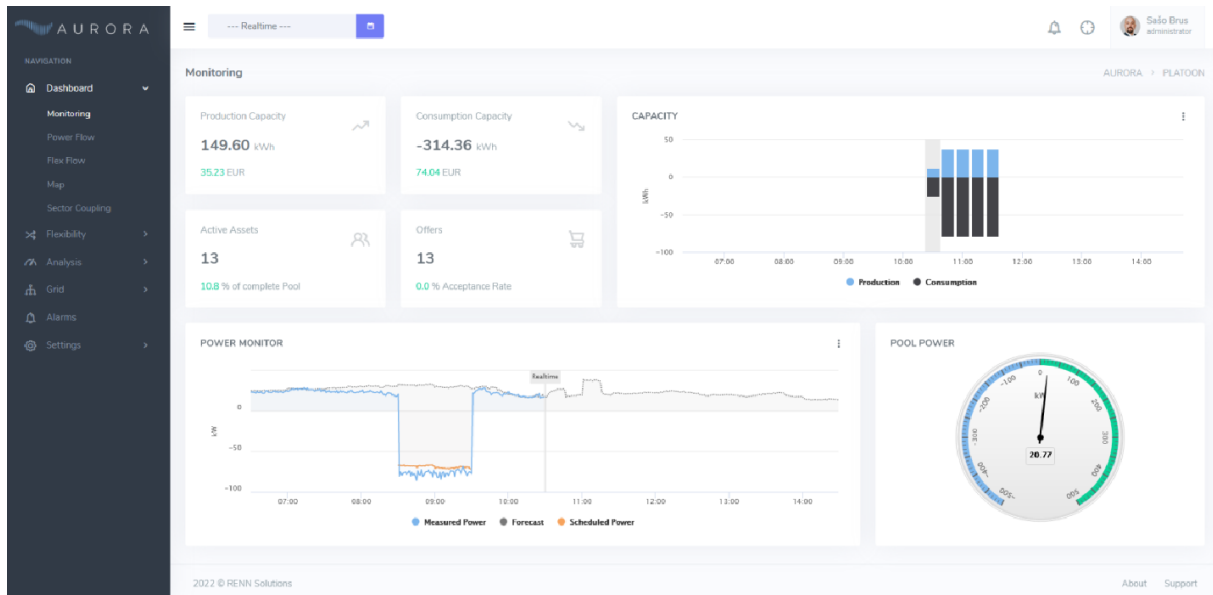 AURORA
--- Realtime ---
Sašo Brus
administrator
NAVIGATION
Dashboard
Monitoring
Power Flow
Flex Flow
Map
Sector Coupling
Flexibility
Analysis
Grid
Alarms
Settings
Monitoring
AURORA > PLATOON
Production Capacity
149.60 kWh
35.23 EUR
Consumption Capacity
-314.36 kWh
74.04 EUR
Active Assets
13
10.8 % of complete Pool
Offers
13
0.0 % Acceptance Rate
CAPACITY
50
0
-50
-100
kWh
07:00 08:00 09:00 10:00 11:00 12:00 13:00 14:00
Production Consumption
POWER MONITOR
Realtime
0
-50
-100
kW
07:00 08:00 09:00 10:00 11:00 12:00 13:00 14:00
Measured Power Forecast Scheduled Power
POOL POWER
-500 -400 -300 -200 -100 0 100 200 300 400 500
kW
20.77
2022 © RENN Solutions
About Support